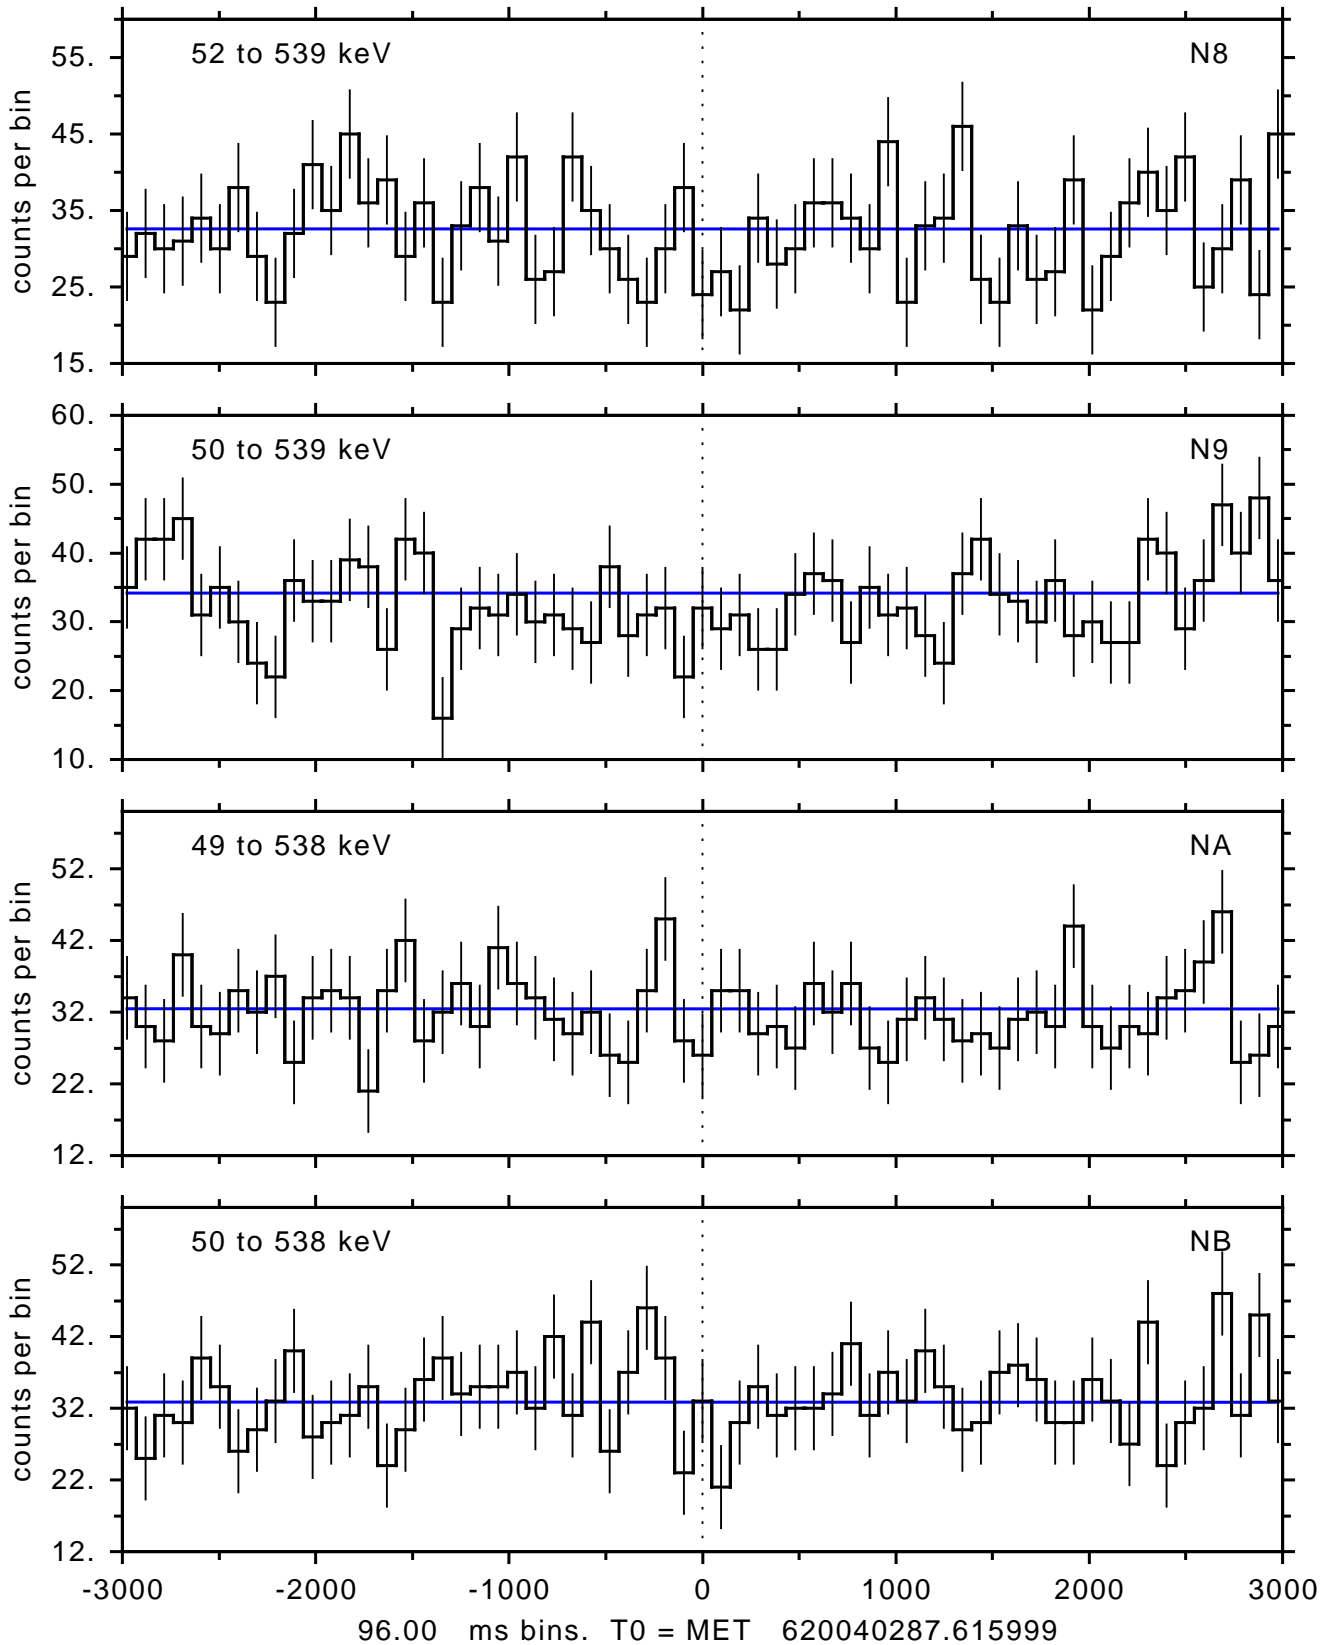 52 to 539 keV N8
55.
45.
35.
25.
15.
counts per bin
50 to 539 keV N9
60.
50.
40.
30.
20.
10.
counts per bin
49 to 538 keV NA
52.
42.
32.
22.
12.
counts per bin
50 to 538 keV NB
52.
42.
32.
22.
12.
counts per bin
-3000 -2000 -1000 0 1000 2000 3000
96.00 ms bins. T0 = MET 620040287.615999